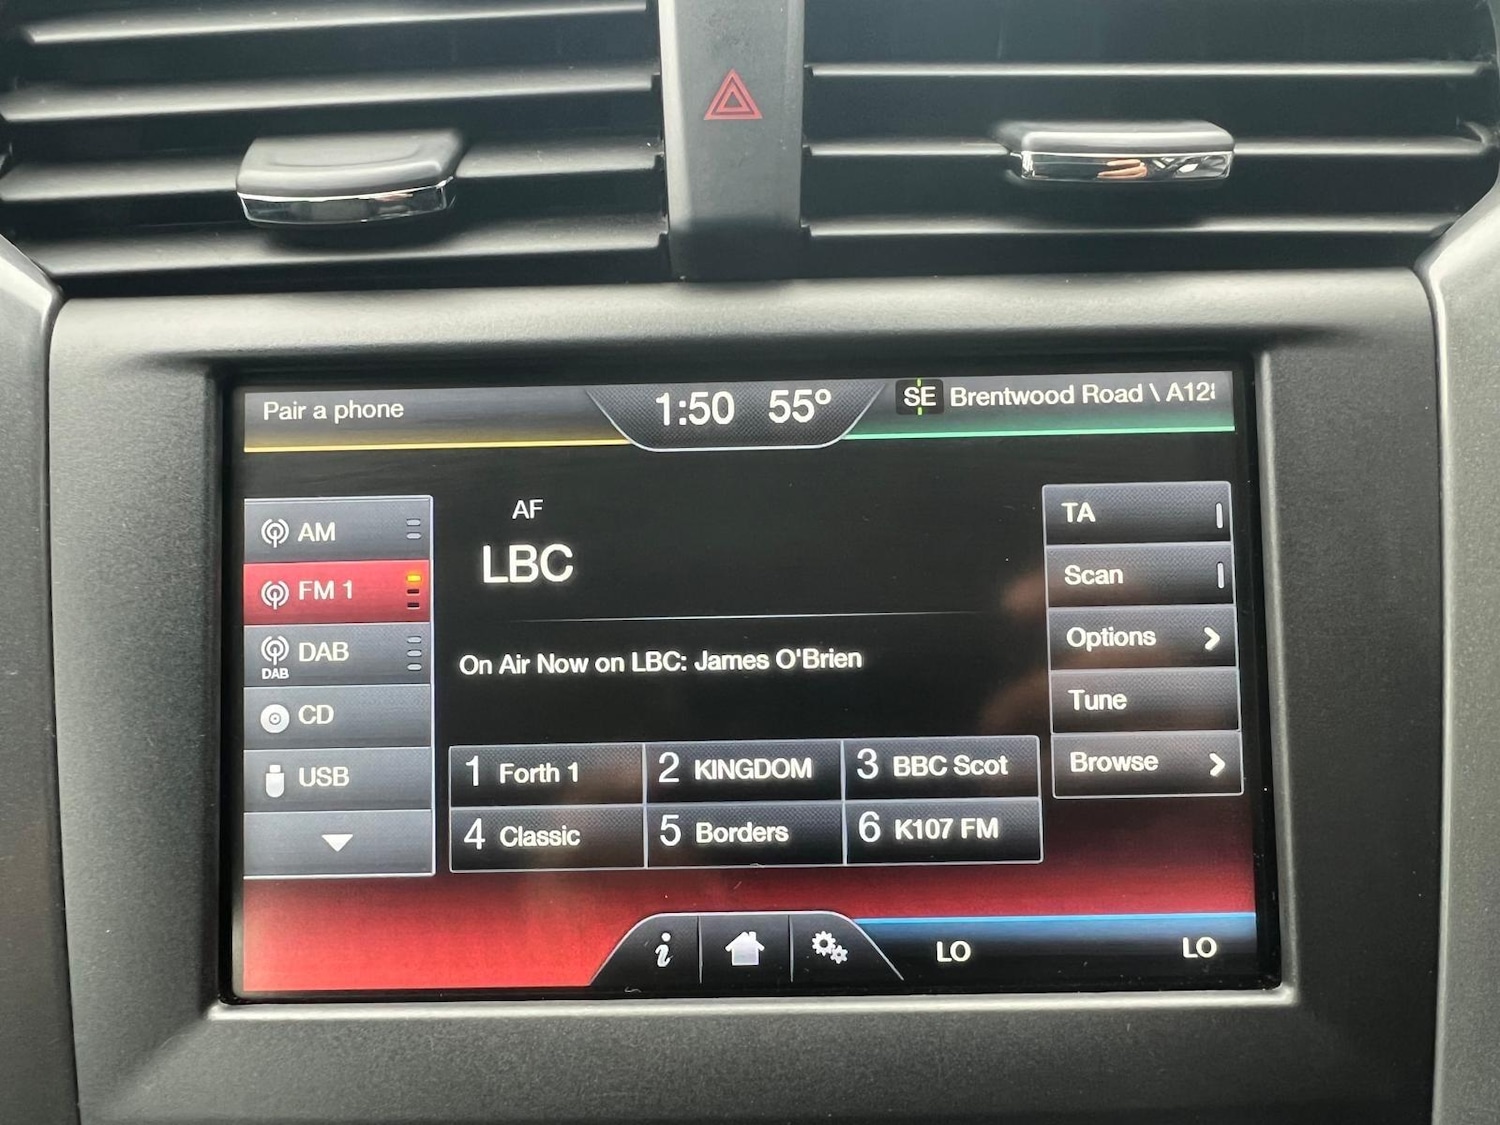 Pair a phone
1:50 55°
SE Brentwood Road \ A12
AM
FM 1
DAB
DAB
CD
USB
AF
LBC
On Air Now on LBC: James O'Brien
1 Forth 1
2 KINGDOM
3 BBC Scot
4 Classic
5 Borders
6 K107 FM
TA
Scan
Options
Tune
Browse
i
LO
LO